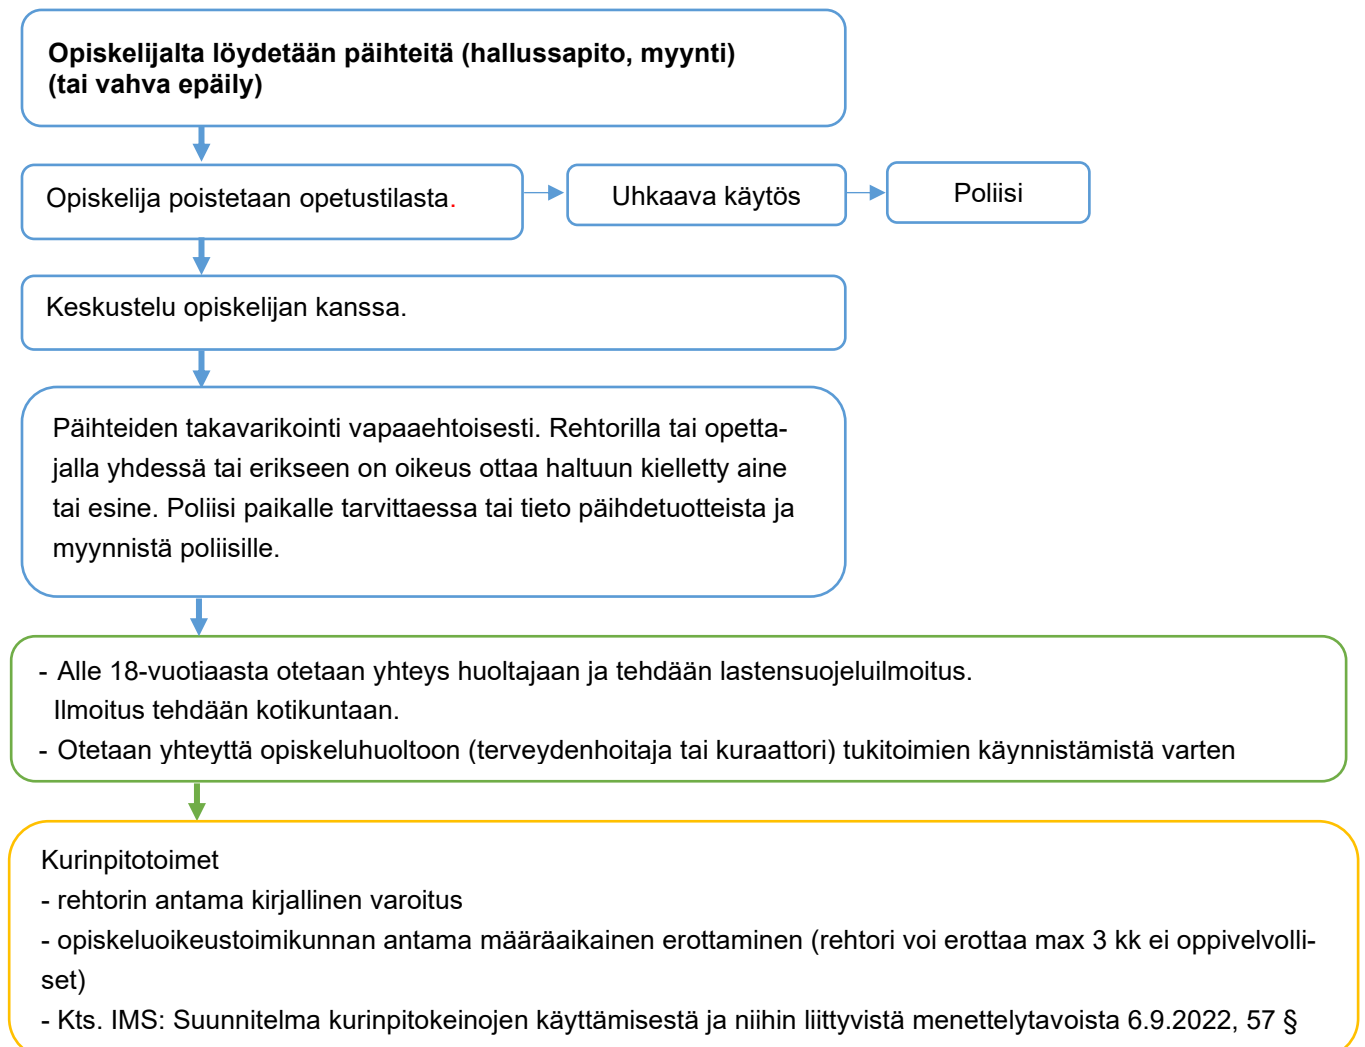 Opiskelijalta löydetään päihteitä (hallussapito, myynti)
(tai vahva epäily)
Opiskelija poistetaan opetustilasta.
Uhkaava käytös
Poliisi
Keskustelu opiskelijan kanssa.
Päihteiden takavarikointi vapaaehtoisesti. Rehtorilla tai opetta-
jalla yhdessä tai erikseen on oikeus ottaa haltuun kielletty aine
tai esine. Poliisi paikalle tarvittaessa tai tieto päihdetuotteista ja
myynnistä poliisille.
- Alle 18-vuotiaasta otetaan yhteys huoltajaan ja tehdään lastensuojeluilmoitus.
Ilmoitus tehdään kotikuntaan.
- Otetaan yhteyttä opiskeluhuoltoon (terveydenhoitaja tai kuraattori) tukitoimien käynnistämistä varten
Kurinpitotoimet
- rehtorin antama kirjallinen varoitus
- opiskeluoikeustoimikunnan antama määräaikainen erottaminen (rehtori voi erottaa max 3 kk ei oppivelvolli-
set)
- Kts. IMS: Suunnitelma kurinpitokeinojen käyttämisestä ja niihin liittyvistä menettelytavoista 6.9.2022, 57 §